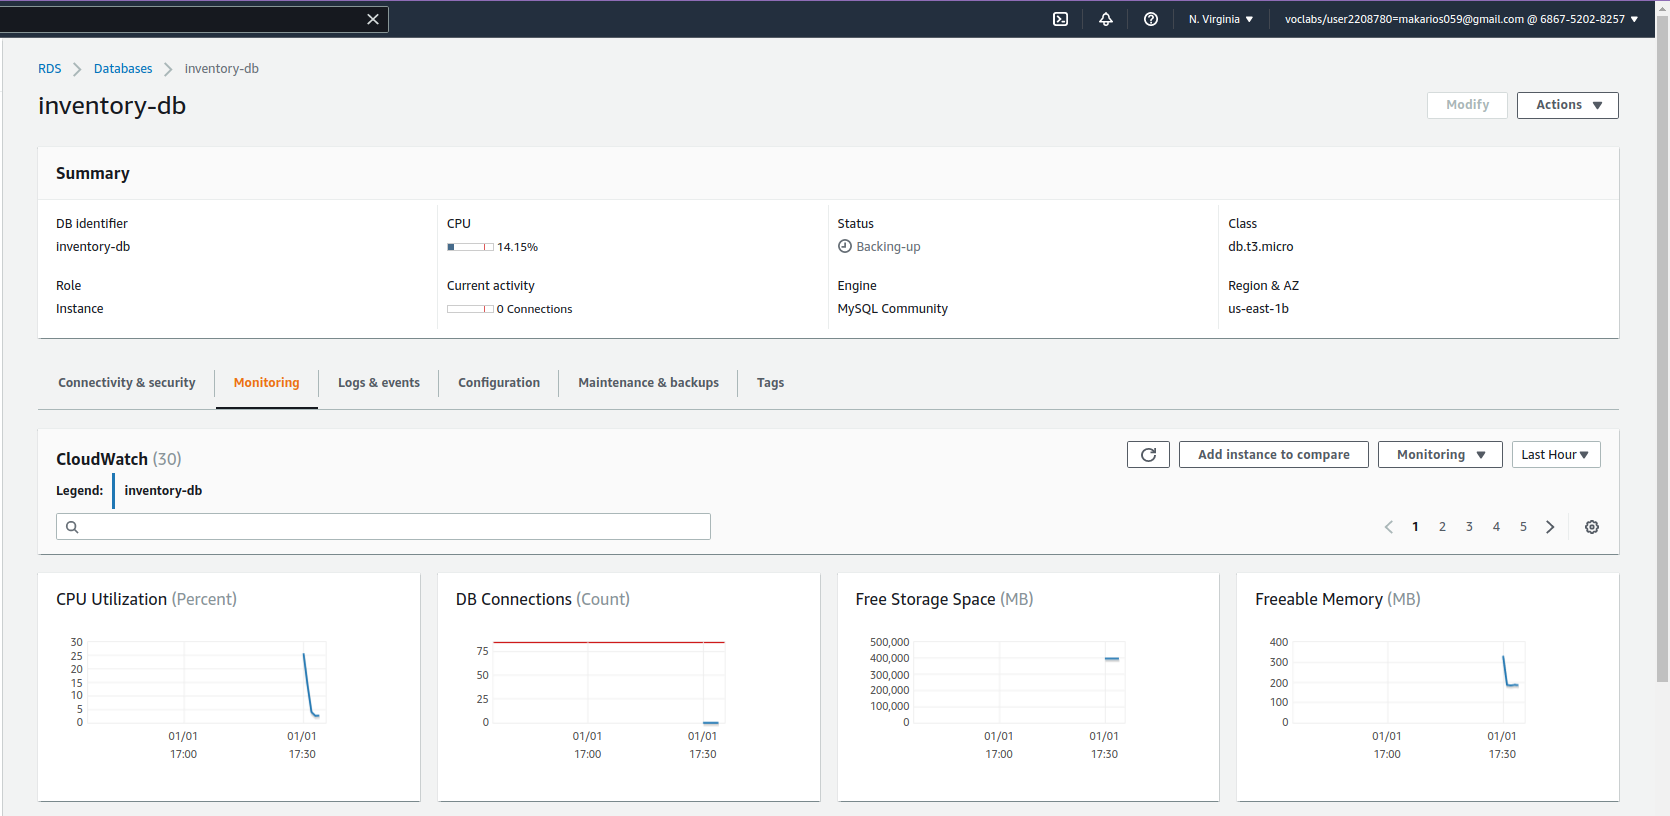 N. Virginia ▼ voclabs/user2208780=makarios059@gmail.com @ 6867-5202-8257 ▼
RDS > Databases > inventory-db
inventory-db
Modify Actions ▼
Summary
DB identifier
inventory-db
CPU
14.15%
Status
Backing-up
Class
db.t3.micro
Role
Instance
Current activity
0 Connections
Engine
MySQL Community
Region & AZ
us-east-1b
Connectivity & security Monitoring Logs & events Configuration Maintenance & backups Tags
CloudWatch (30)
Add instance to compare Monitoring ▼ Last Hour ▼
Legend: inventory-db
1 2 3 4 5
CPU Utilization (Percent)
30
25
20
15
10
5
0
01/01 01/01
17:00 17:30
DB Connections (Count)
75
50
25
0
01/01 01/01
17:00 17:30
Free Storage Space (MB)
500,000
400,000
300,000
200,000
100,000
0
01/01 01/01
17:00 17:30
Freeable Memory (MB)
400
300
200
100
0
01/01 01/01
17:00 17:30